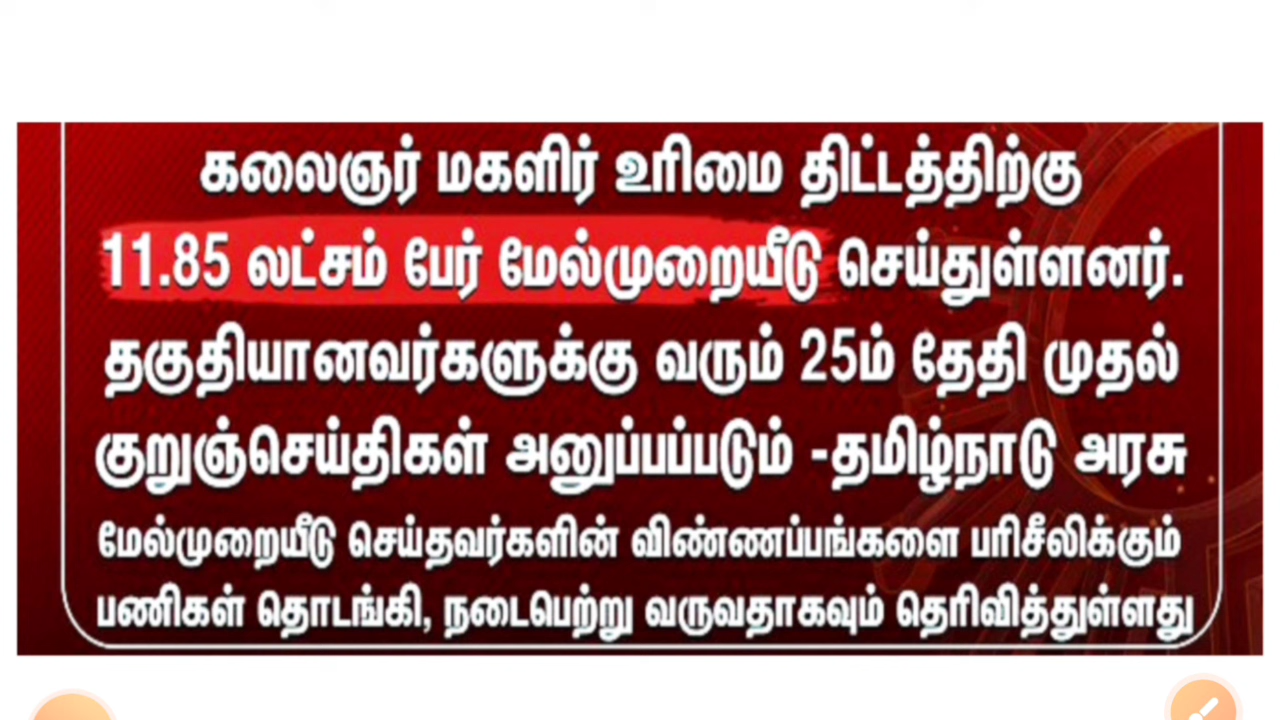 கலைஞர் மகளிர் உரிமை திட்டத்திற்கு
11.85 லட்சம் பேர் மேல்முறையீடு செய்துள்ளனர்.
தகுதியானவர்களுக்கு வரும் 25ம் தேதி முதல்
குறுஞ்செய்திகள் அனுப்பப்படும் -தமிழ்நாடு அரசு
மேல்முறையீடு செய்தவர்களின் விண்ணப்பங்களை பரிசீலிக்கும்
பணிகள் தொடங்கி, நடைபெற்று வருவதாகவும் தெரிவித்துள்ளது